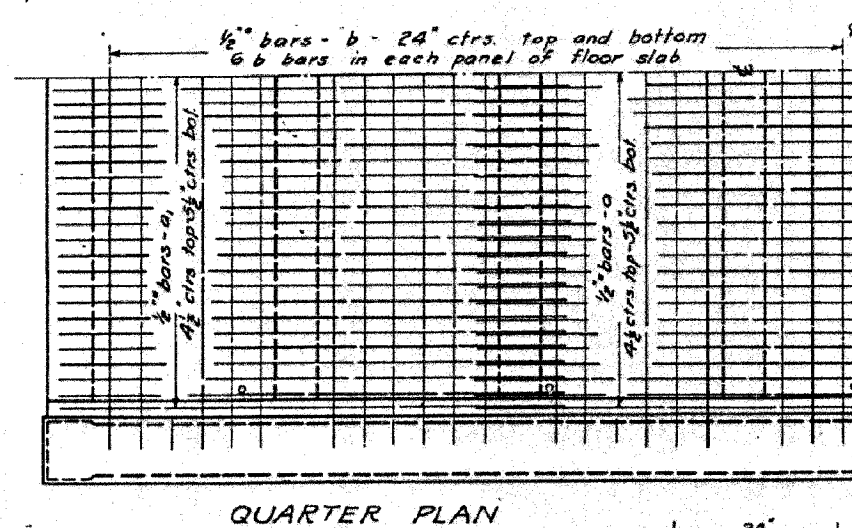 ½"° bars - b - 24" ctrs. top and bottom
6 b bars in each panel of floor slab
½"° bars - a,
4½" ctrs top-5½" ctrs. bot.
½"° bars - a
4½ ctrs. top-5½ ctrs. bot.
QUARTER PLAN
24"